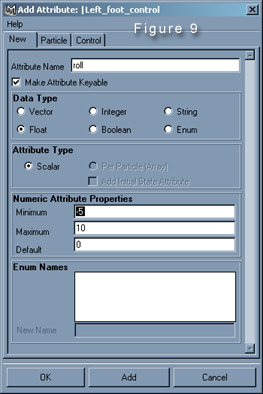 Add Attribute: |Left_foot_control
Help
Figure 9
New Particle Control
Attribute Name roll
Make Attribute Keyable
Data Type
Vector Integer String
Float Boolean Enum
Attribute Type
Scalar Per Particle (Array)
Add Initial State Attribute
Numeric Attribute Properties
Minimum -5
Maximum 10
Default 0
Enum Names
New Name
OK Add Cancel